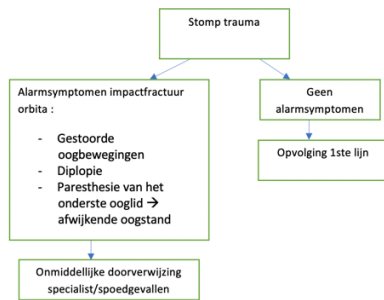 Stomp trauma
Alarmsymptomen impactfractuur
orbita :
- Gestoorde
oogbewegingen
- Diplopie
- Paresthesie van het
onderste ooglid → 
afwijkende oogstand
Geen
alarmsymptomen
Opvolging 1ste lijn
Onmiddellijke doorverwijzing
specialist/spoedgevallen